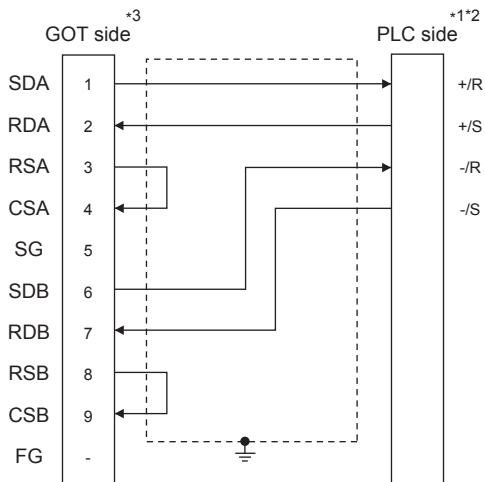 GOT side *3 PLC side *1*2
SDA 1 +/R
RDA 2 +/S
RSA 3 -/R
CSA 4 -/S
SG 5
SDB 6
RDB 7
RSB 8
CSB 9
FG -